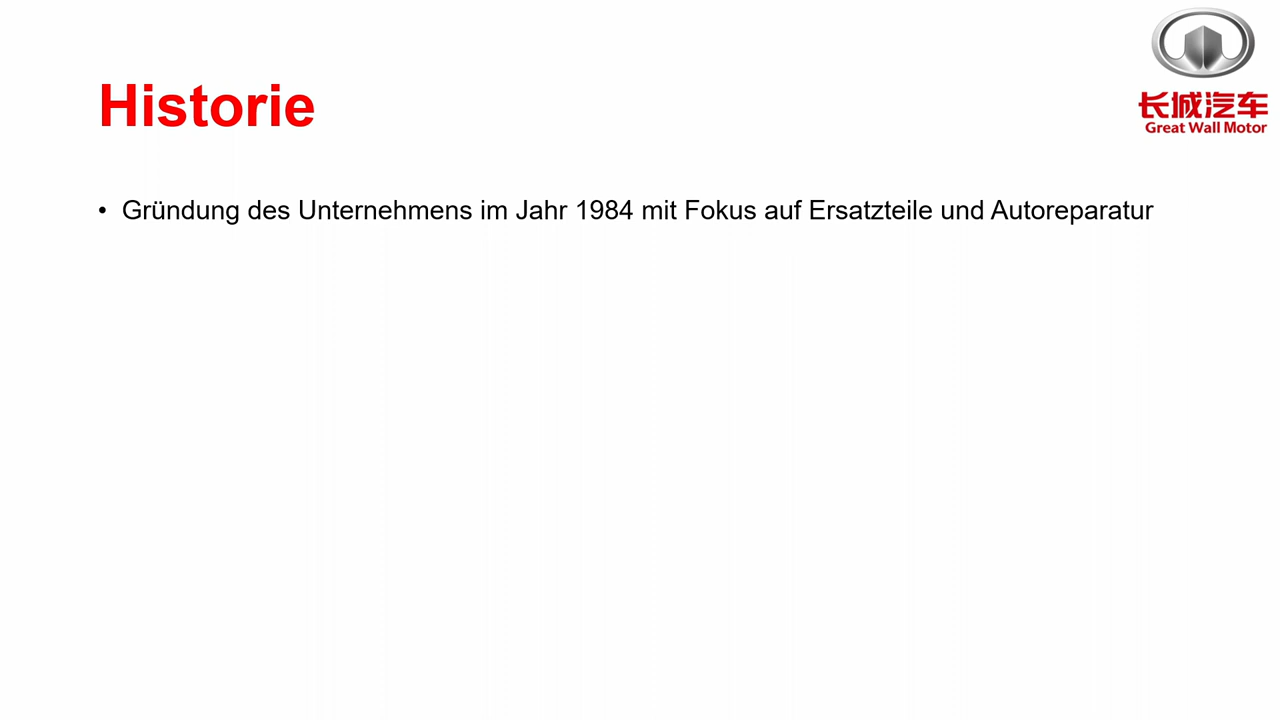 长城汽车
Great Wall Motor
Historie
• Gründung des Unternehmens im Jahr 1984 mit Fokus auf Ersatzteile und Autoreparatur